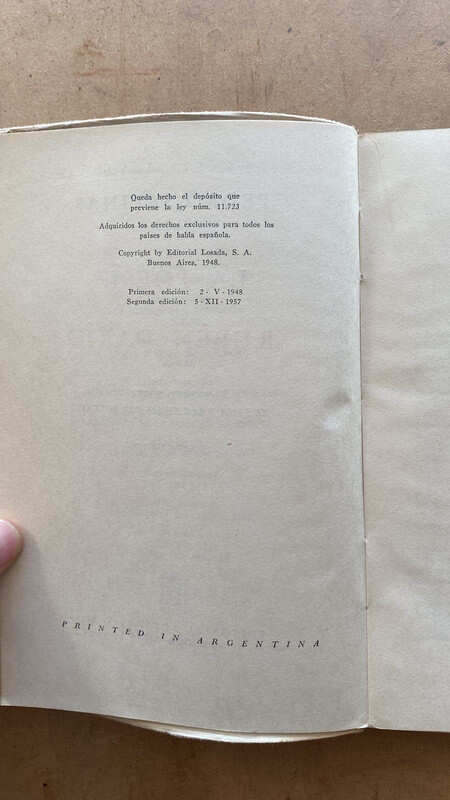 Queda hecho el depósito que
previene la ley núm. 11.723
Adquiridos los derechos exclusivos para todos los
países de habla española.
Copyright by Editorial Losada, S. A.
Buenos Aires, 1948.
Primera edición: 2 - V - 1948
Segunda edición: 5 - XII - 1957
PRINTED IN ARGENTINA